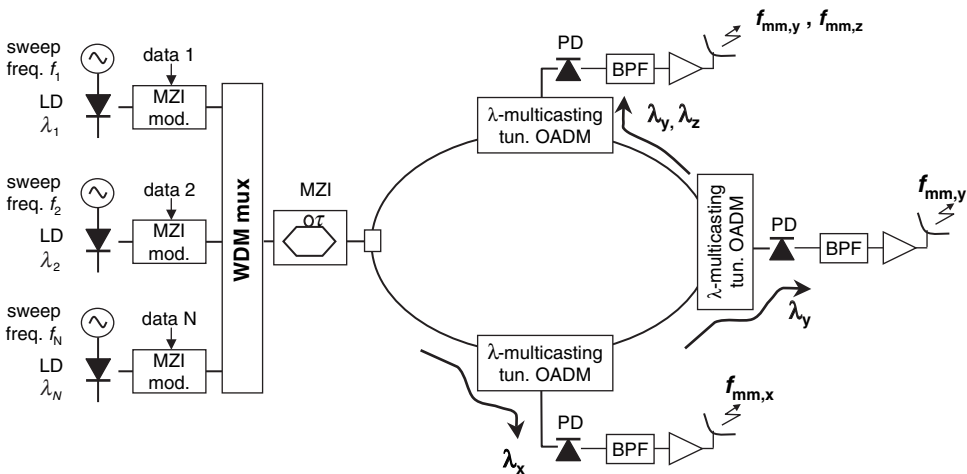 sweep
freq. f1
LD
λ1
data 1
MZI
mod.
sweep
freq. f2
LD
λ2
data 2
MZI
mod.
sweep
freq. fN
LD
λN
data N
MZI
mod.
WDM mux
MZI
oτ
λ-multicasting
tun. OADM
PD
BPF
fmm,y , fmm,z
λy, λz
λ-multicasting
tun. OADM
PD
BPF
fmm,y
λy
λ-multicasting
tun. OADM
PD
BPF
fmm,x
λx